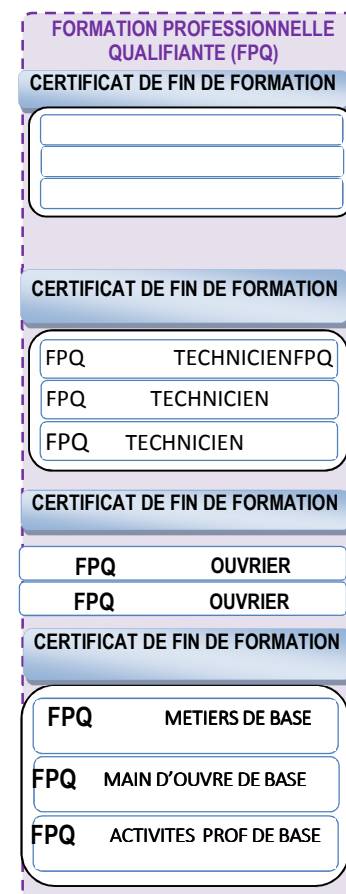 FORMATION PROFESSIONNELLE
QUALIFIANTE (FPQ)
CERTIFICAT DE FIN DE FORMATION
CERTIFICAT DE FIN DE FORMATION
FPQ TECHNICIENFPQ
FPQ TECHNICIEN
FPQ TECHNICIEN
CERTIFICAT DE FIN DE FORMATION
FPQ OUVRIER
FPQ OUVRIER
CERTIFICAT DE FIN DE FORMATION
FPQ METIERS DE BASE
FPQ MAIN D'OUVRE DE BASE
FPQ ACTIVITES PROF DE BASE